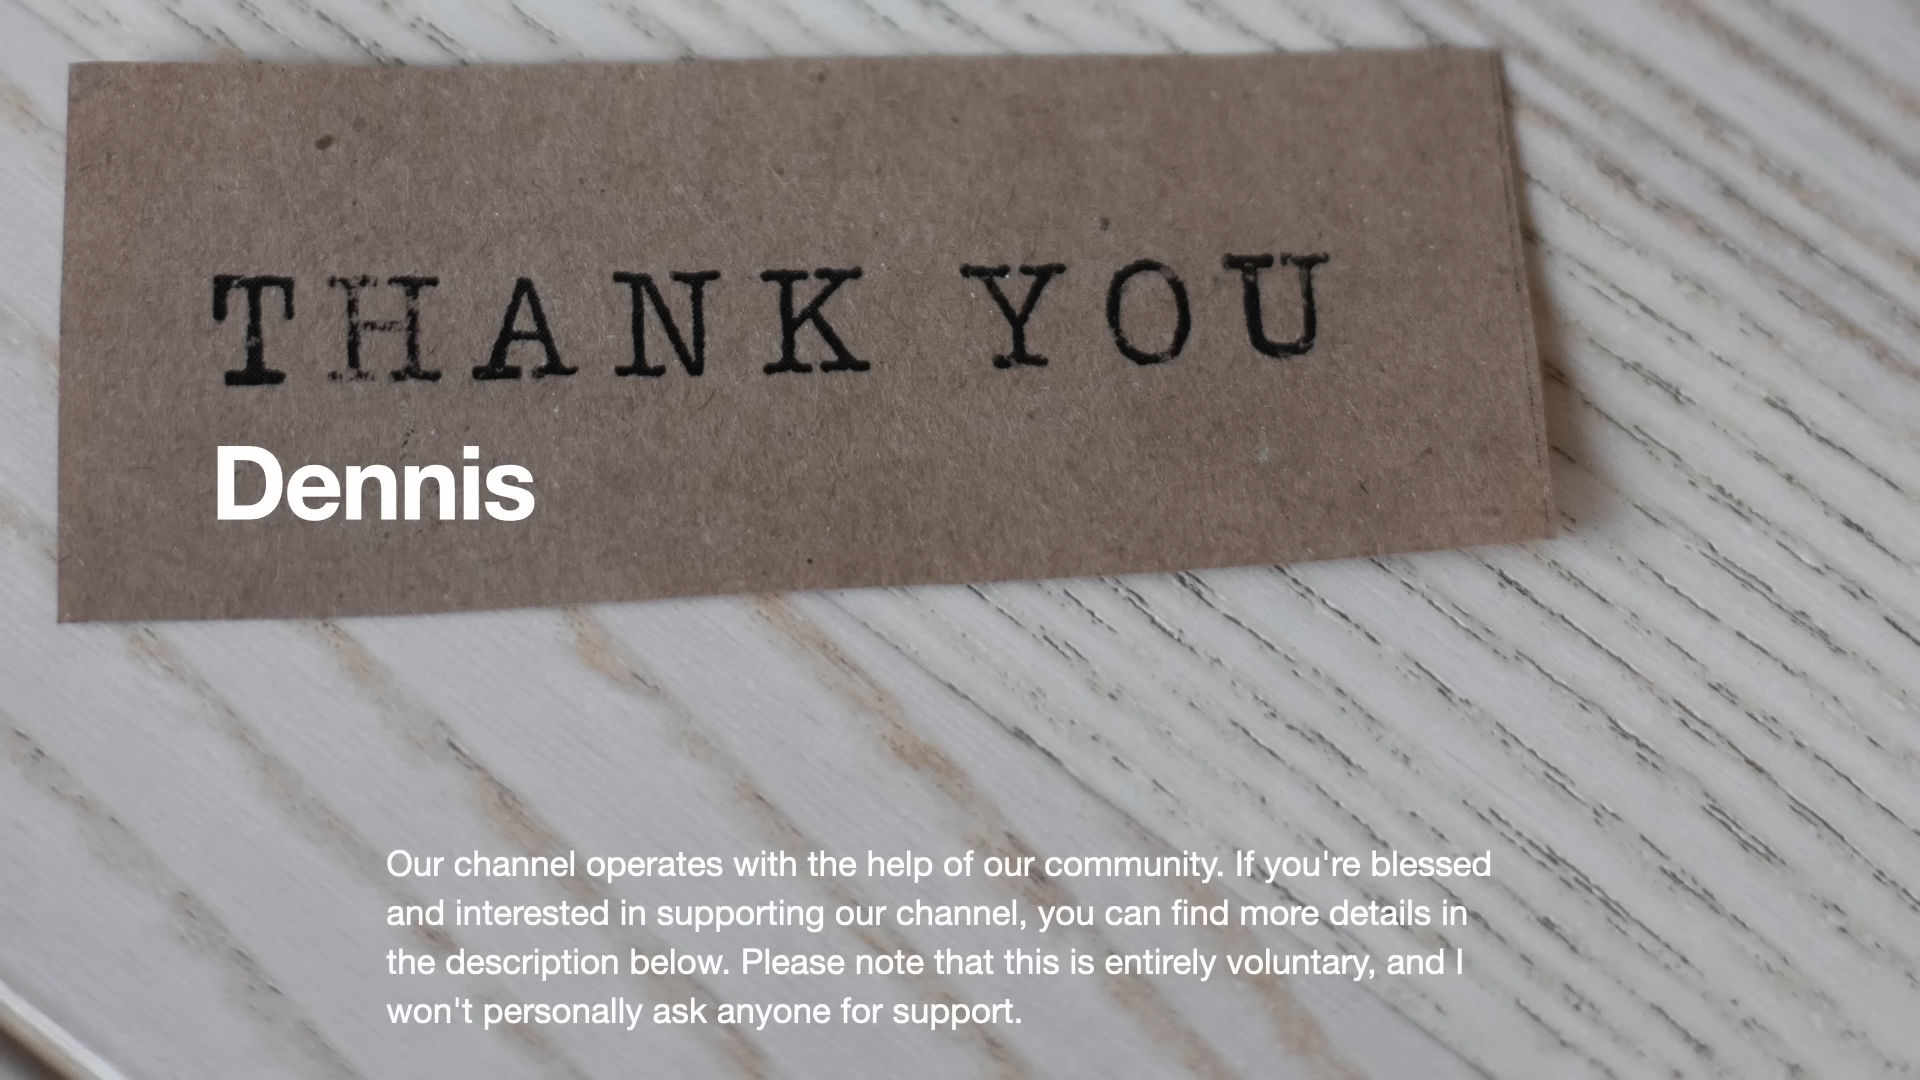 THANK YOU
Dennis
Our channel operates with the help of our community. If you're blessed
and interested in supporting our channel, you can find more details in
the description below. Please note that this is entirely voluntary, and I
won't personally ask anyone for support.